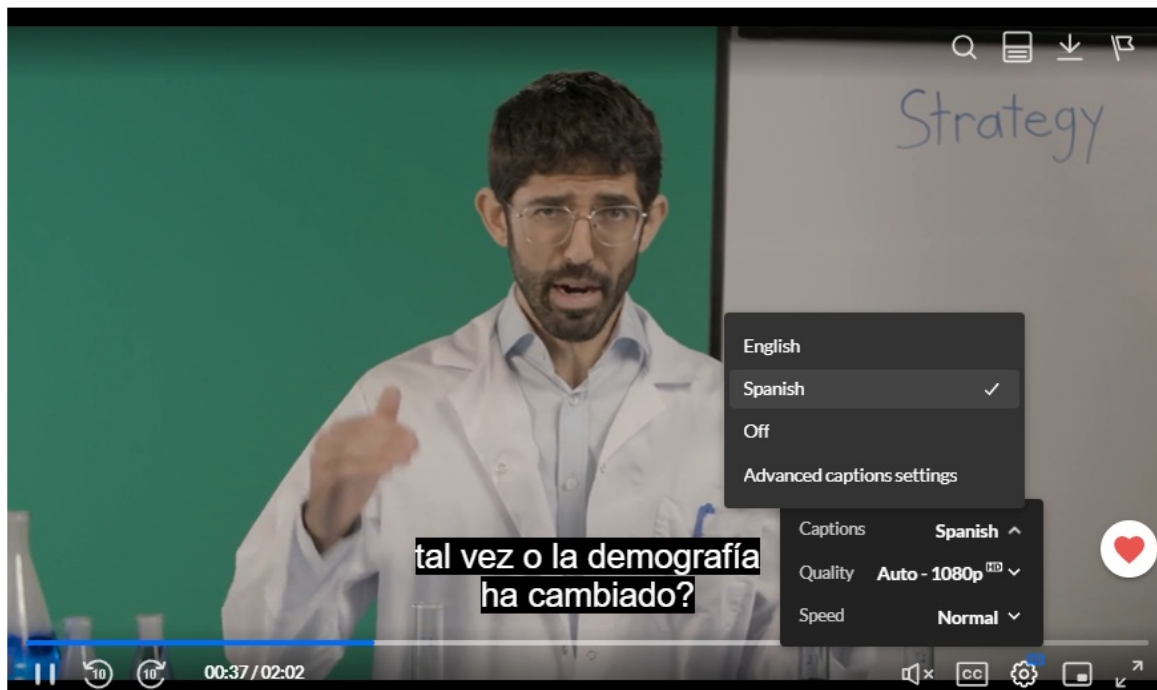 Strategy
English
Spanish
Off
Advanced captions settings
Captions Spanish
Quality Auto - 1080p HD
Speed Normal
tal vez o la demografía
ha cambiado?
10 10 00:37 / 02:02 CC